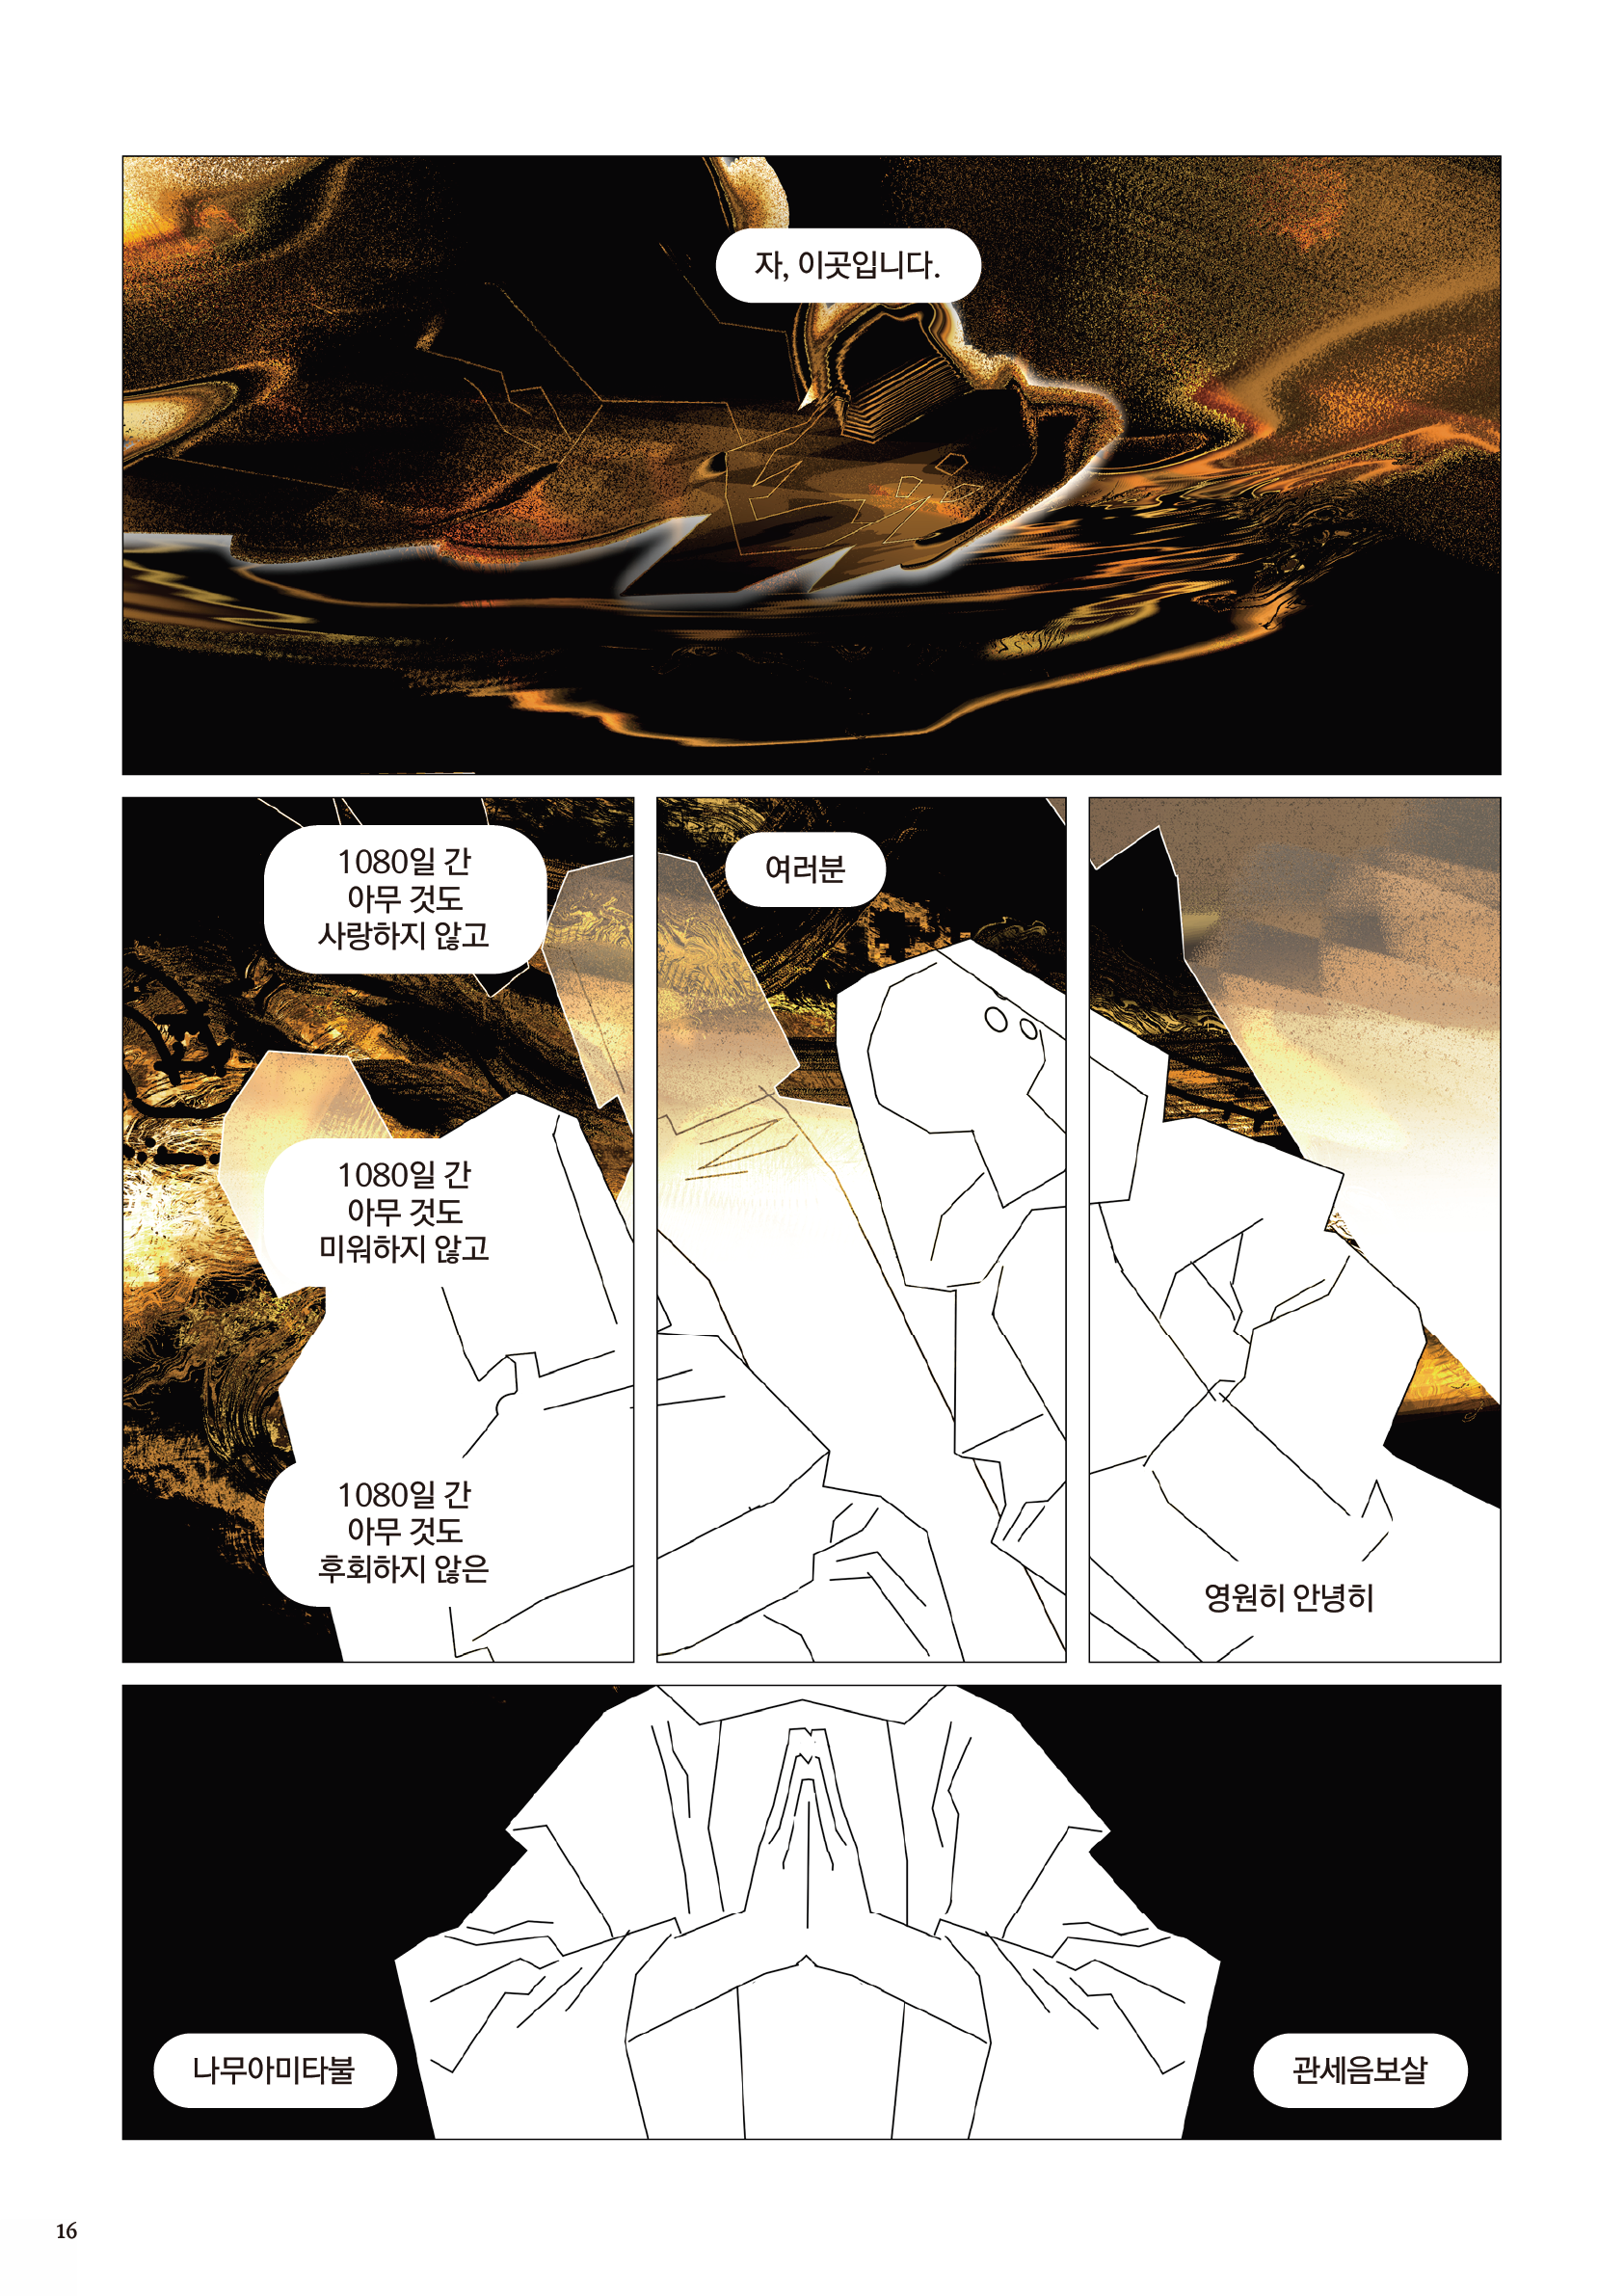 자, 이곳입니다.
1080일 간
아무 것도
사랑하지 않고
1080일 간
아무 것도
미워하지 않고
1080일 간
아무 것도
후회하지 않은
여러분
영원히 안녕히
나무아미타불
관세음보살
16